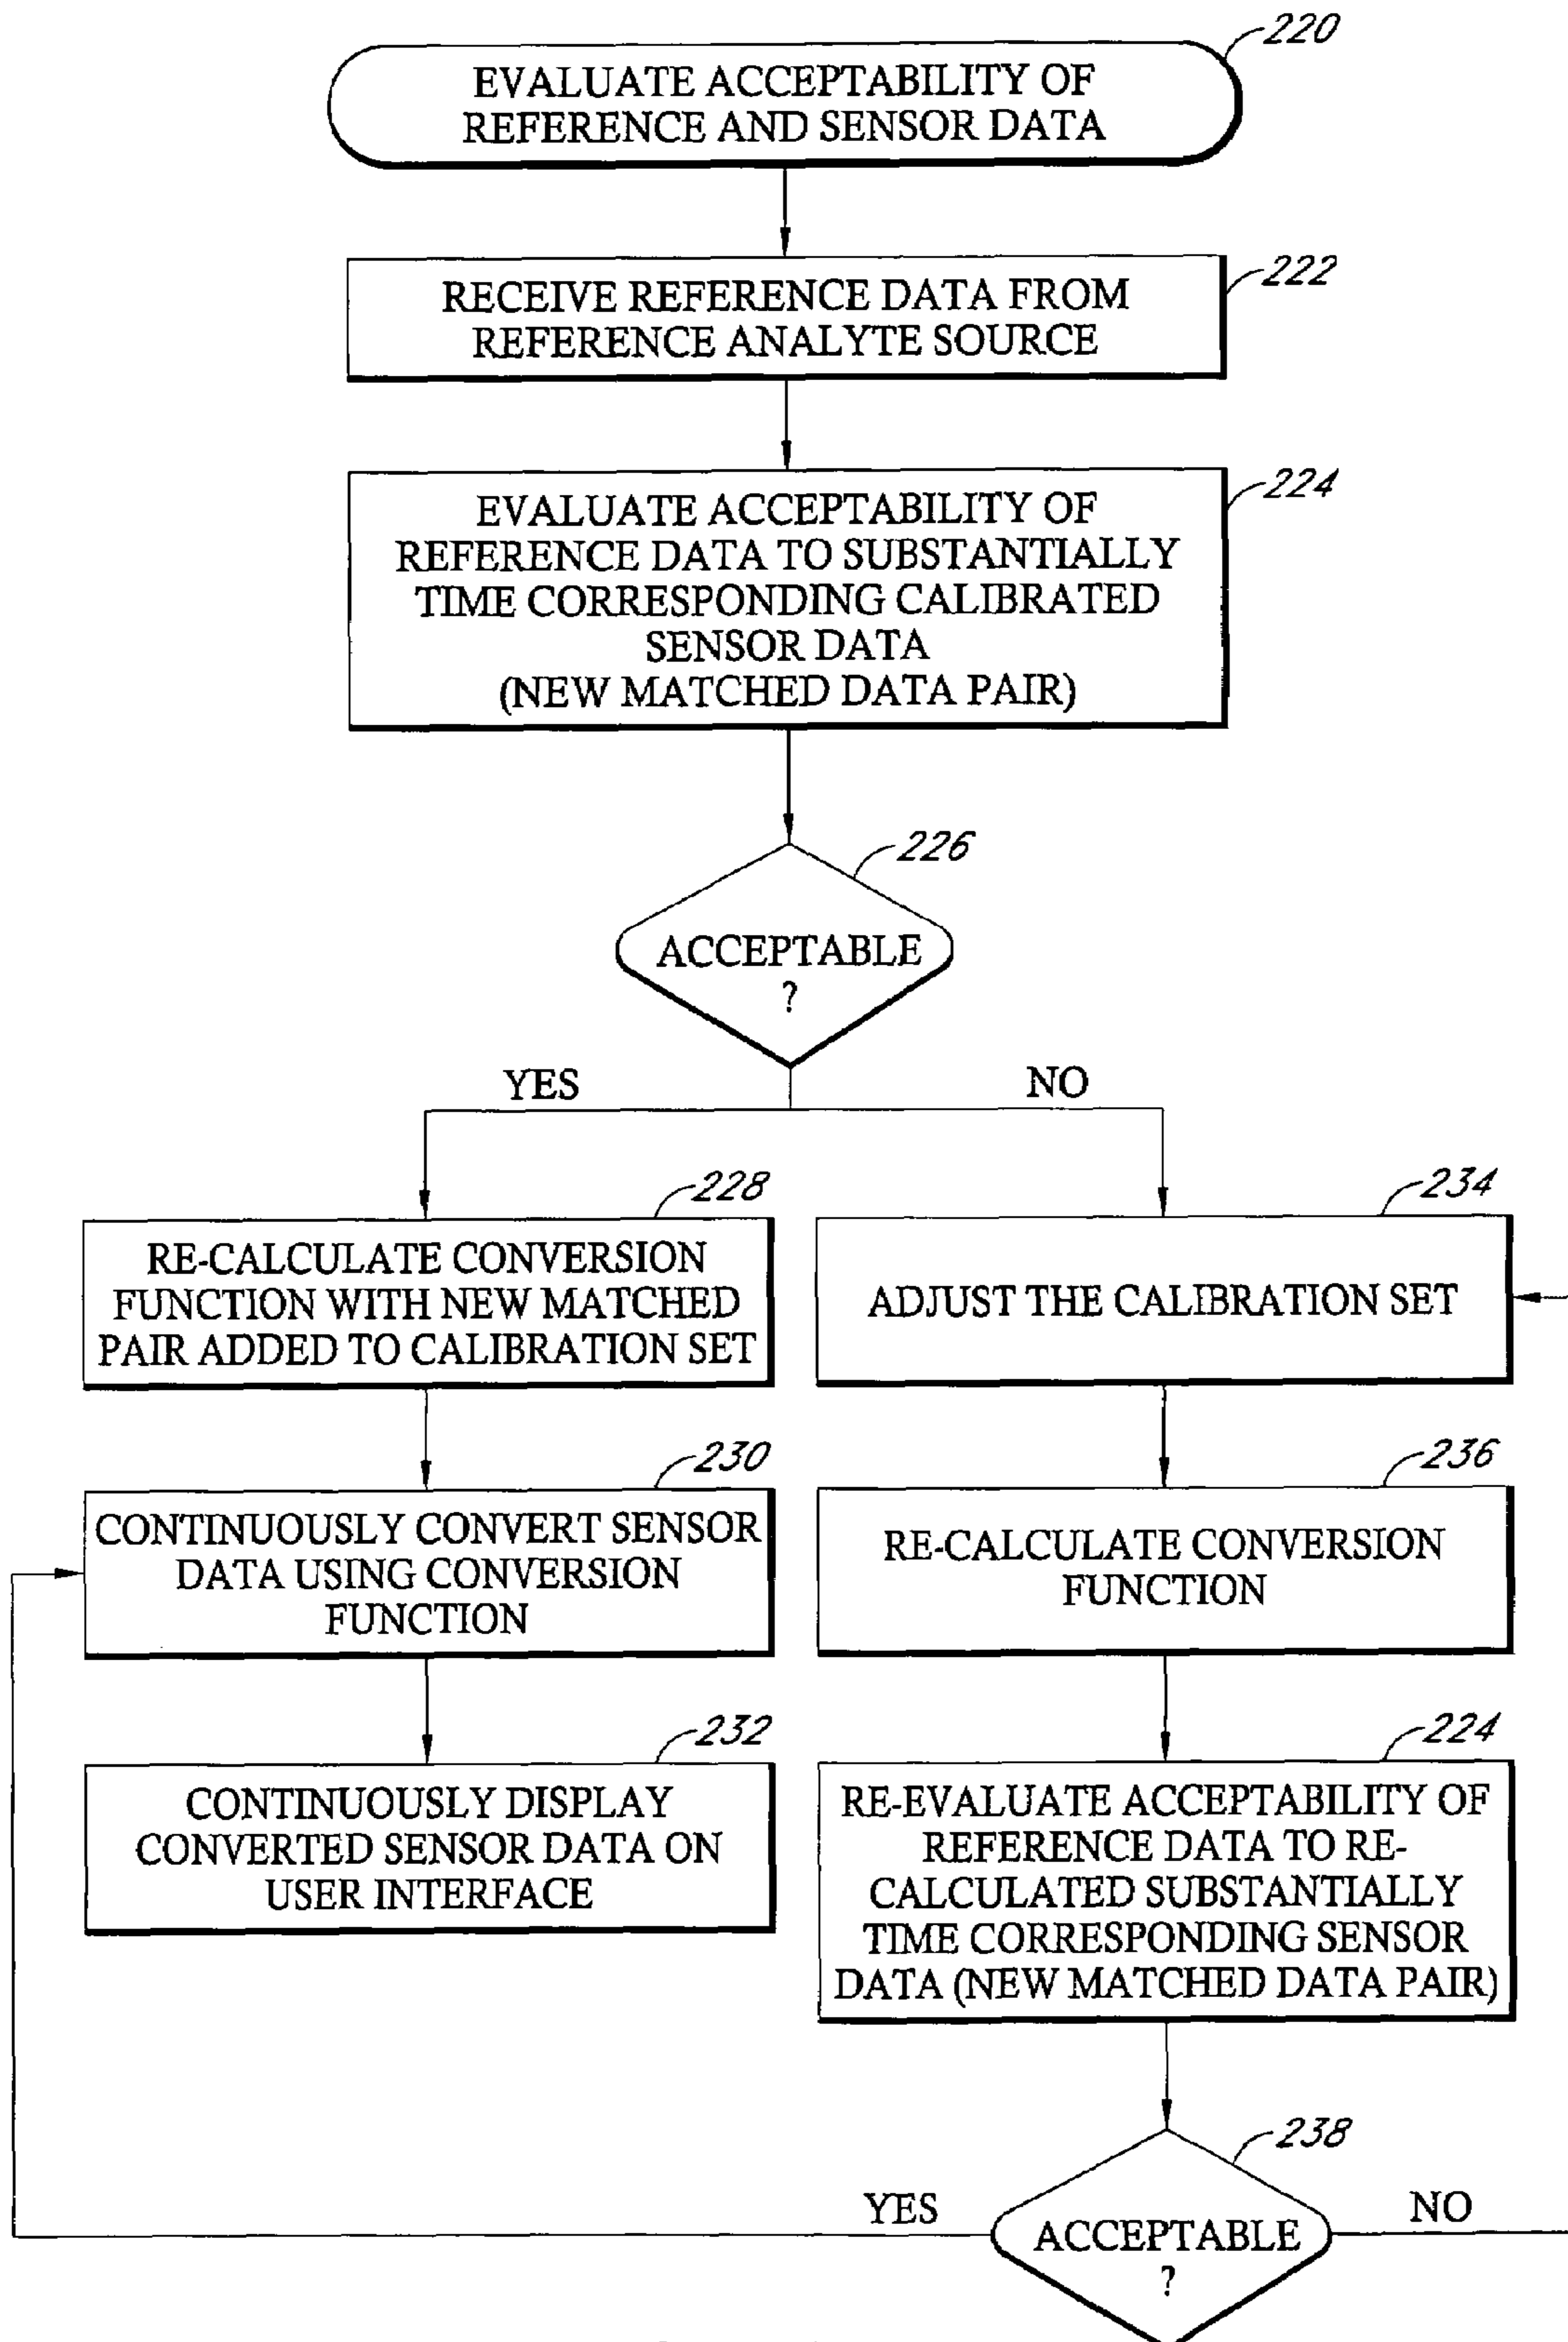 220
EVALUATE ACCEPTABILITY OF
REFERENCE AND SENSOR DATA
222
RECEIVE REFERENCE DATA FROM
REFERENCE ANALYTE SOURCE
224
EVALUATE ACCEPTABILITY OF
REFERENCE DATA TO SUBSTANTIALLY
TIME CORRESPONDING CALIBRATED
SENSOR DATA
(NEW MATCHED DATA PAIR)
226
ACCEPTABLE
?
YES
NO
228
RE-CALCULATE CONVERSION
FUNCTION WITH NEW MATCHED
PAIR ADDED TO CALIBRATION SET
234
ADJUST THE CALIBRATION SET
230
CONTINUOUSLY CONVERT SENSOR
DATA USING CONVERSION
FUNCTION
236
RE-CALCULATE CONVERSION
FUNCTION
232
CONTINUOUSLY DISPLAY
CONVERTED SENSOR DATA ON
USER INTERFACE
224
RE-EVALUATE ACCEPTABILITY OF
REFERENCE DATA TO RE-
CALCULATED SUBSTANTIALLY
TIME CORRESPONDING SENSOR
DATA (NEW MATCHED DATA PAIR)
238
YES
ACCEPTABLE
?
NO